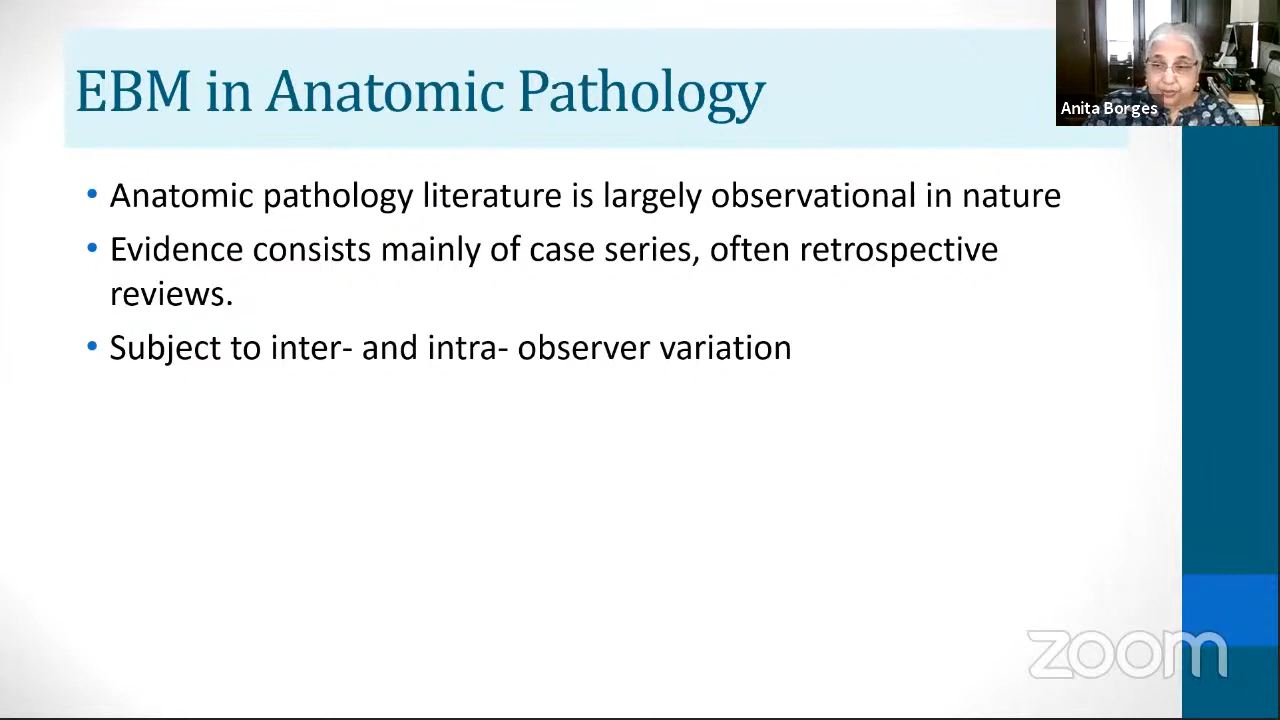 EBM in Anatomic Pathology
Anita Borges
• Anatomic pathology literature is largely observational in nature
• Evidence consists mainly of case series, often retrospective
reviews.
• Subject to inter- and intra- observer variation
zoom